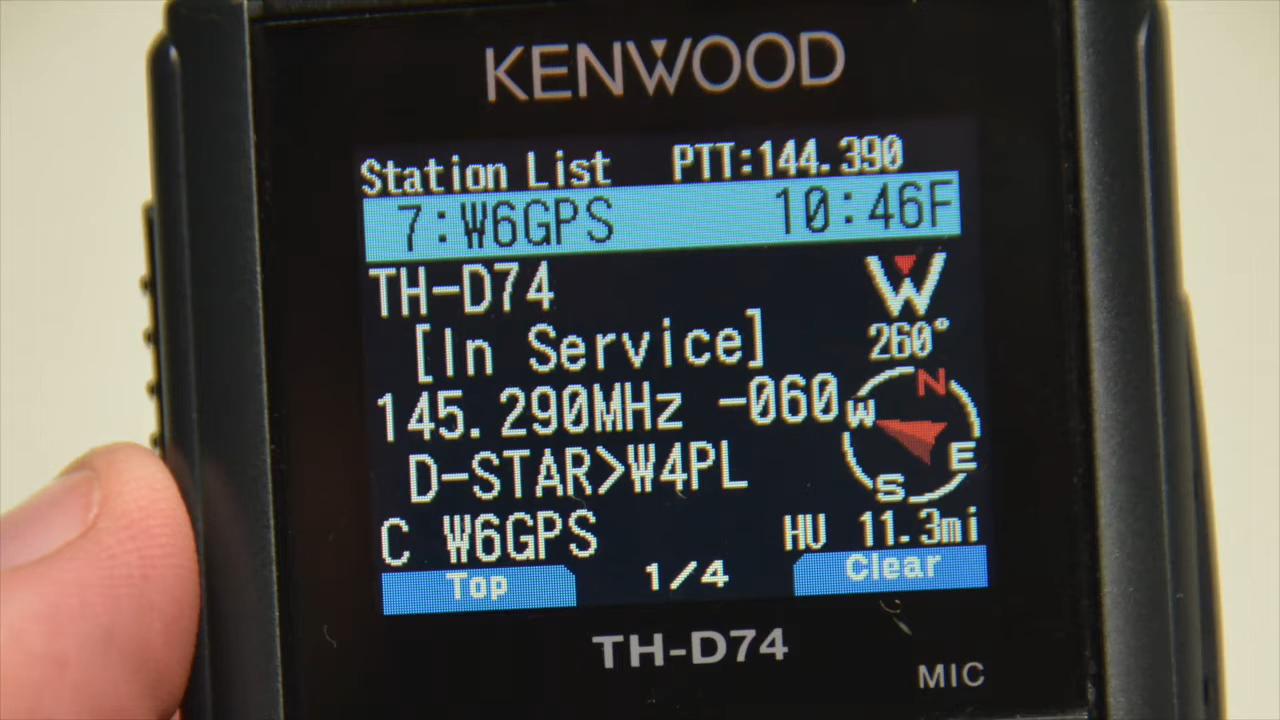 KENWOOD
Station List PTT:144.390
7:W6GPS 10:46F
TH-D74 W
[In Service] 260°
N
145.290MHz -060 W
E
D-STAR>W4PL
S
C W6GPS HV 11.3mi
Top 1/4 Clear
TH-D74
MIC